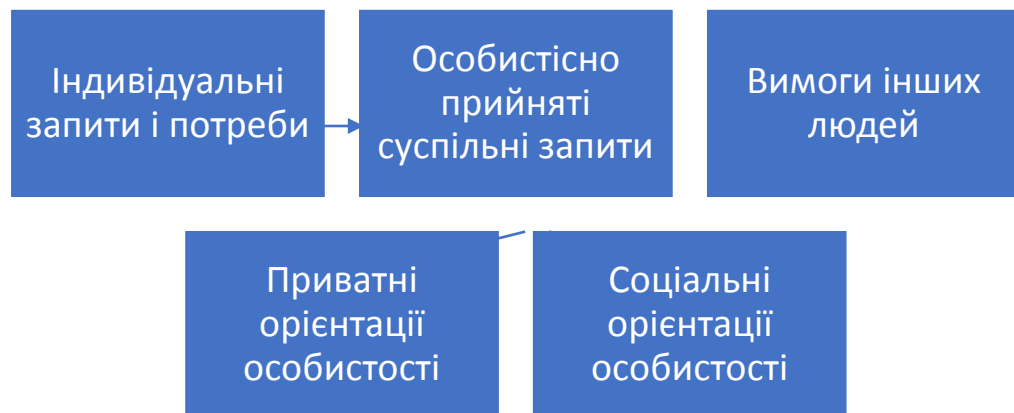 Індивідуальні
запити і потреби
Особистісно
прийняті
суспільні запити
Вимоги інших
людей
Приватні
орієнтації
особистості
Соціальні
орієнтації
особистості